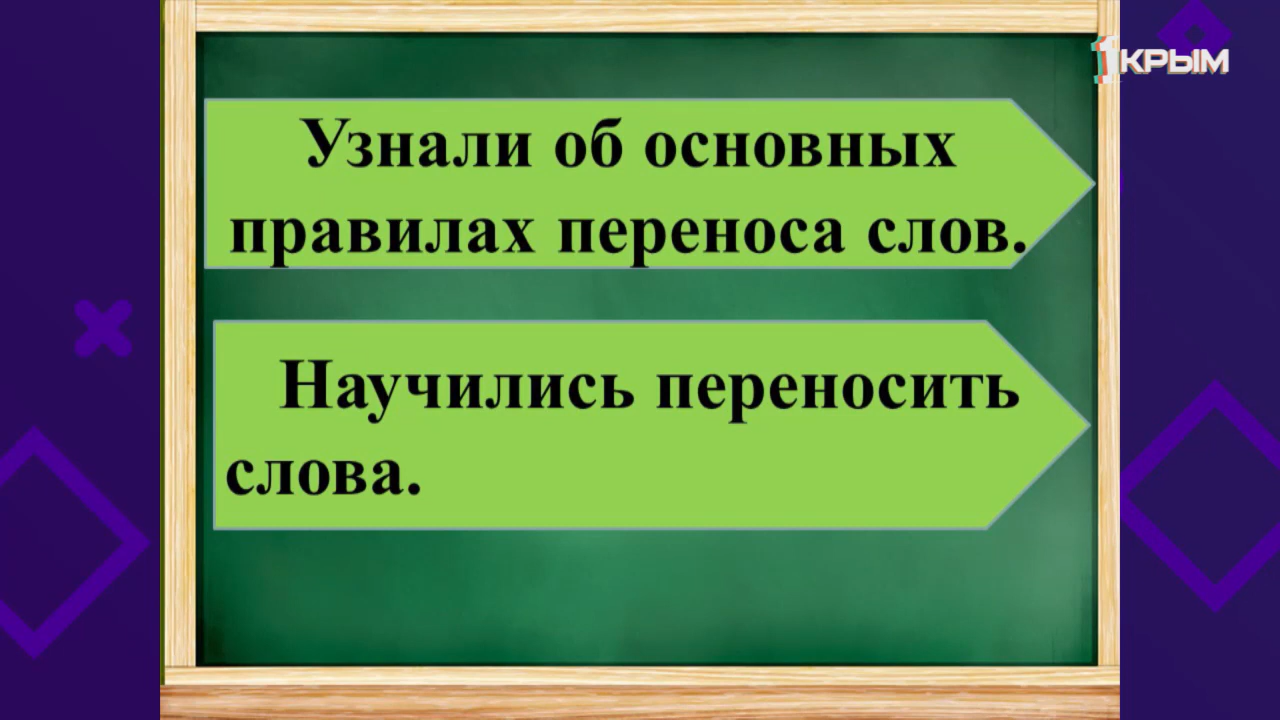 1КРЫМ
Узнали об основных
правилах переноса слов.
Научились переносить
слова.